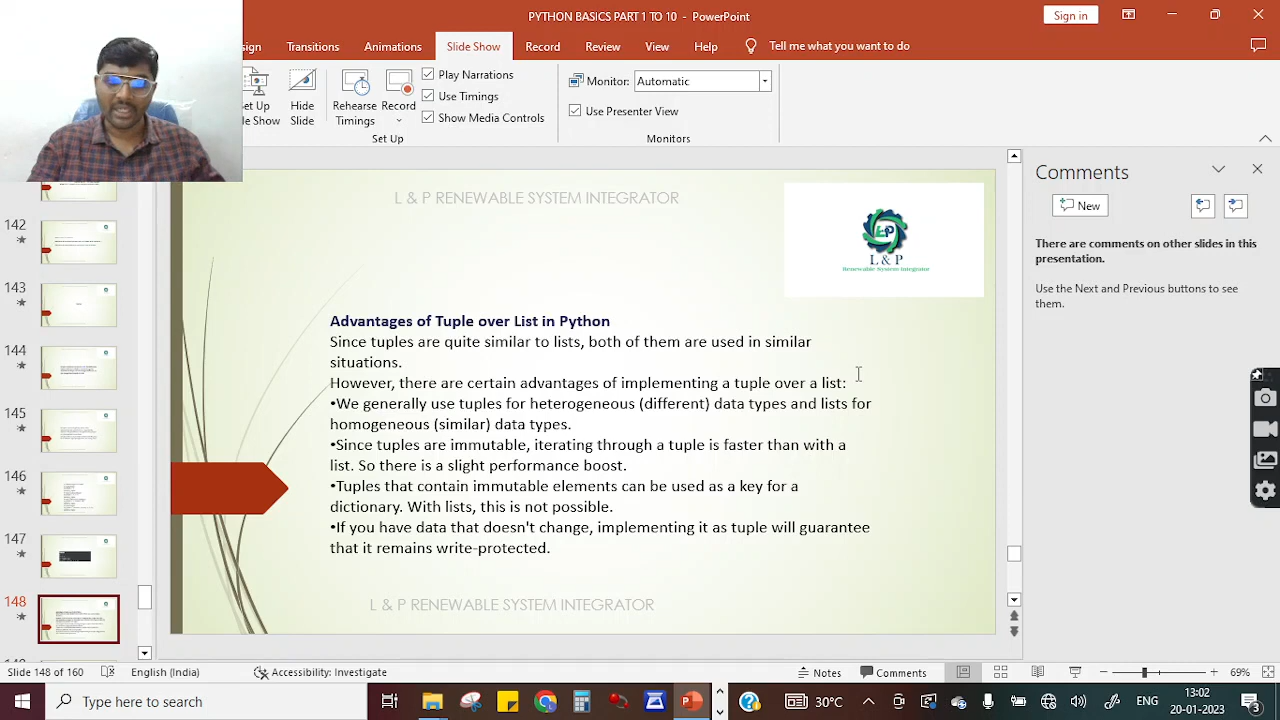 PYTHON BASICS PART 1 TO 10 - PowerPoint
Sign in
sign Transitions Animations Slide Show Record Review View Help Tell me what you want to do
Set Up
Slide Show
Hide
Slide
Rehearse
Timings
Record
Play Narrations
Use Timings
Show Media Controls
Set Up
Monitor: Automatic
Use Presenter View
Monitors
142
143
144
145
146
147
148
L & P RENEWABLE SYSTEM INTEGRATOR
L & P
Renewable System Integrator
Advantages of Tuple over List in Python
Since tuples are quite similar to lists, both of them are used in similar
situations.
However, there are certain advantages of implementing a tuple over a list:
•We generally use tuples for heterogeneous (different) data types and lists for
homogeneous (similar) data types.
•Since tuples are immutable, iterating through a tuple is faster than with a
list. So there is a slight performance boost.
•Tuples that contain immutable elements can be used as a key for a
dictionary. With lists, this is not possible.
•If you have data that doesn't change, implementing it as tuple will guarantee
that it remains write-protected.
L & P RENEWABLE SYSTEM INTEGRATOR
Comments
New
There are comments on other slides in this
presentation.
Use the Next and Previous buttons to see
them.
Slide 148 of 160 English (India) Accessibility: Investigate Notes Comments 69%
Type here to search
30°C ENG 13:02
20-01-2023